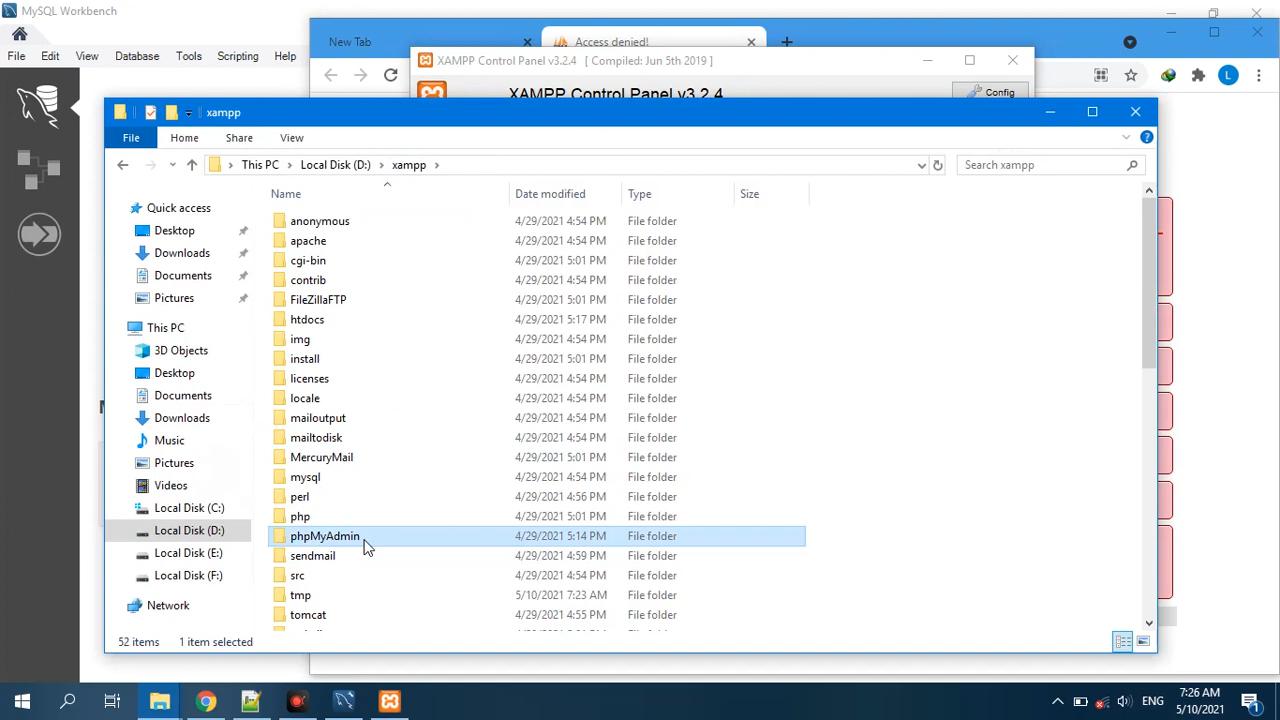 MySQL Workbench
File Edit View Database Tools Scripting Help
New Tab
Access denied!
L
XAMPP Control Panel v3.2.4 [ Compiled: Jun 5th 2019 ]
XAMPP Control Panel v3.2.4
Config
xampp
File Home Share View
This PC Local Disk (D:) xampp
Search xampp
Name Date modified Type Size
Quick access
Desktop
Downloads
Documents
Pictures
This PC
3D Objects
Desktop
Documents
Downloads
Music
Pictures
Videos
Local Disk (C:)
Local Disk (D:)
Local Disk (E:)
Local Disk (F:)
Network
anonymous 4/29/2021 4:54 PM File folder
apache 4/29/2021 4:54 PM File folder
cgi-bin 4/29/2021 5:01 PM File folder
contrib 4/29/2021 4:54 PM File folder
FileZillaFTP 4/29/2021 5:01 PM File folder
htdocs 4/29/2021 5:17 PM File folder
img 4/29/2021 4:54 PM File folder
install 4/29/2021 5:01 PM File folder
licenses 4/29/2021 4:54 PM File folder
locale 4/29/2021 4:54 PM File folder
mailoutput 4/29/2021 4:54 PM File folder
mailtodisk 4/29/2021 4:54 PM File folder
MercuryMail 4/29/2021 5:01 PM File folder
mysql 4/29/2021 4:54 PM File folder
perl 4/29/2021 4:56 PM File folder
php 4/29/2021 5:01 PM File folder
phpMyAdmin 4/29/2021 5:14 PM File folder
sendmail 4/29/2021 4:59 PM File folder
src 4/29/2021 4:54 PM File folder
tmp 5/10/2021 7:23 AM File folder
tomcat 4/29/2021 4:55 PM File folder
52 items 1 item selected
ENG
7:26 AM
5/10/2021
1